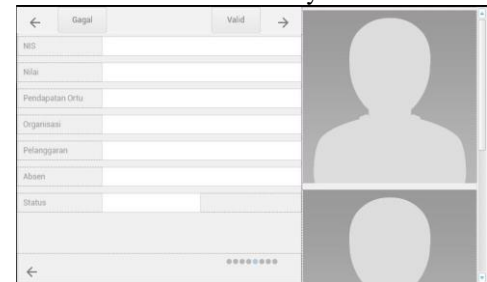 Gagal Valid
NIS
Nilai
Pendapatan Ortu
Organisasi
Pelanggaran
Absen
Status